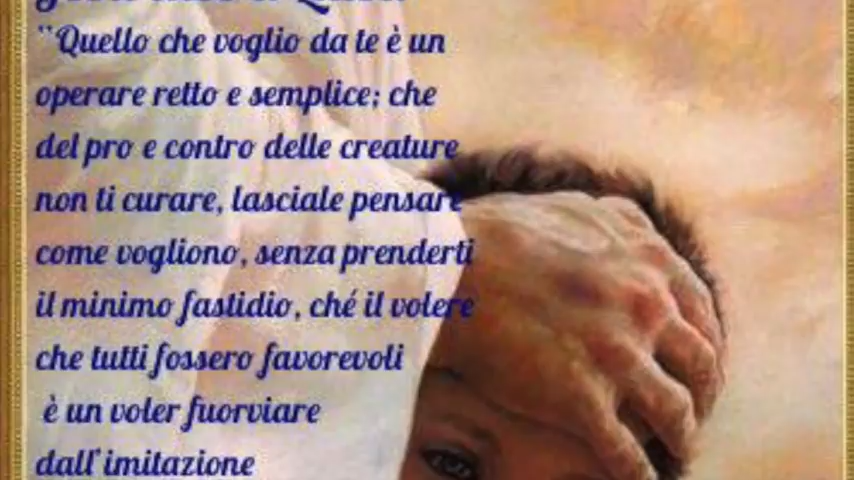 “Quello che voglio da te è un
operare retto e semplice; che
del pro e contro delle creature
non ti curare, lasciale pensare
come vogliono, senza prenderti
il minimo fastidio, ché il volere
che tutti fossero favorevoli
è un voler fuorviare
dall'imitazione